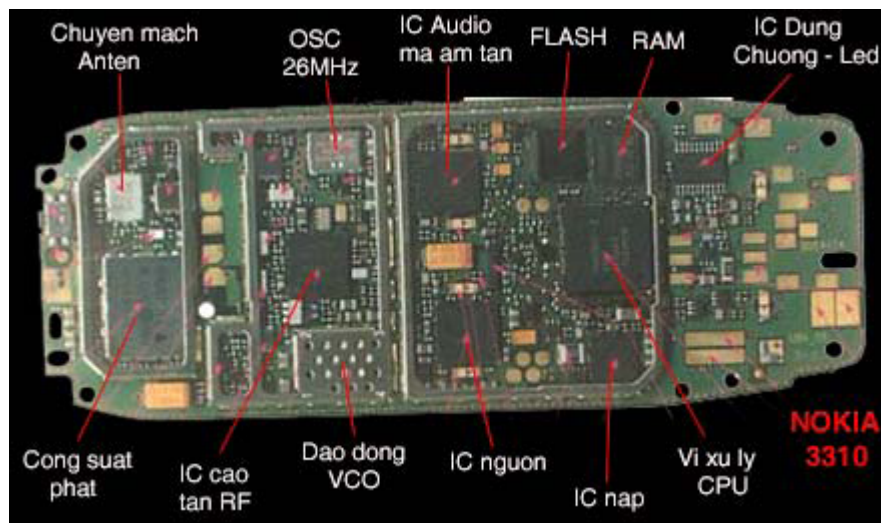 Chuyen mach
Anten
OSC
26MHz
IC Audio
ma am tan
FLASH
RAM
IC Dung
Chuong - Led
Cong suat
phat
IC cao
tan RF
Dao dong
VCO
IC nguon
IC nap
Vi xu ly
CPU
NOKiA
3310